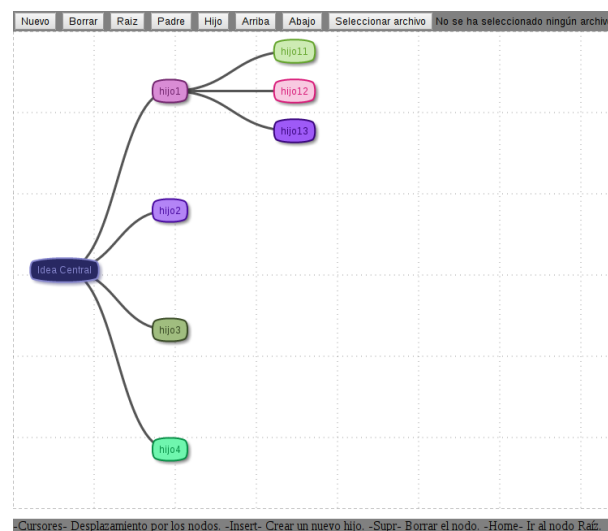 Nuevo Borrar Raiz Padre Hijo Arriba Abajo Seleccionar archivo No se ha seleccionado ningún archivo
hijo11
hijo1 hijo12
hijo13
hijo2
Idea Central
hijo3
hijo4
-Cursores- Desplazamiento por los nodos. -Insert- Crear un nuevo hijo. -Supr- Borrar el nodo. -Home- Ir al nodo Raiz.